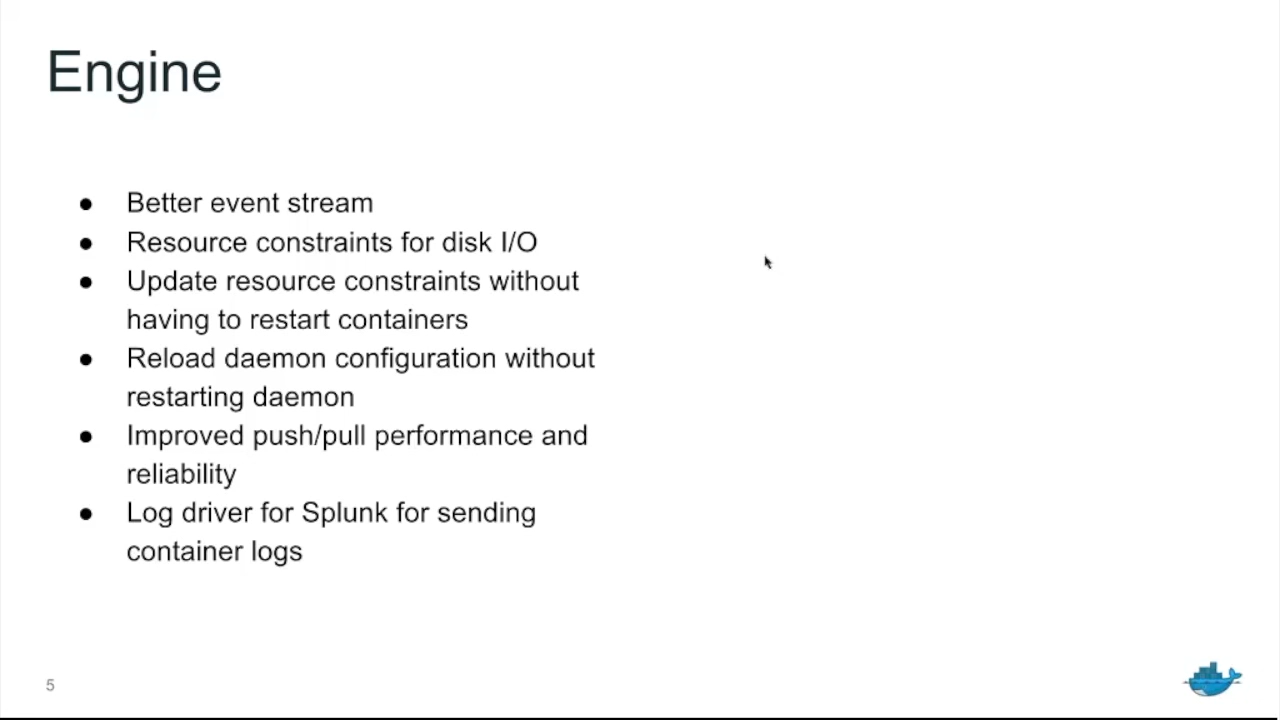 Engine
● Better event stream
● Resource constraints for disk I/O
● Update resource constraints without
having to restart containers
● Reload daemon configuration without
restarting daemon
● Improved push/pull performance and
reliability
● Log driver for Splunk for sending
container logs
5